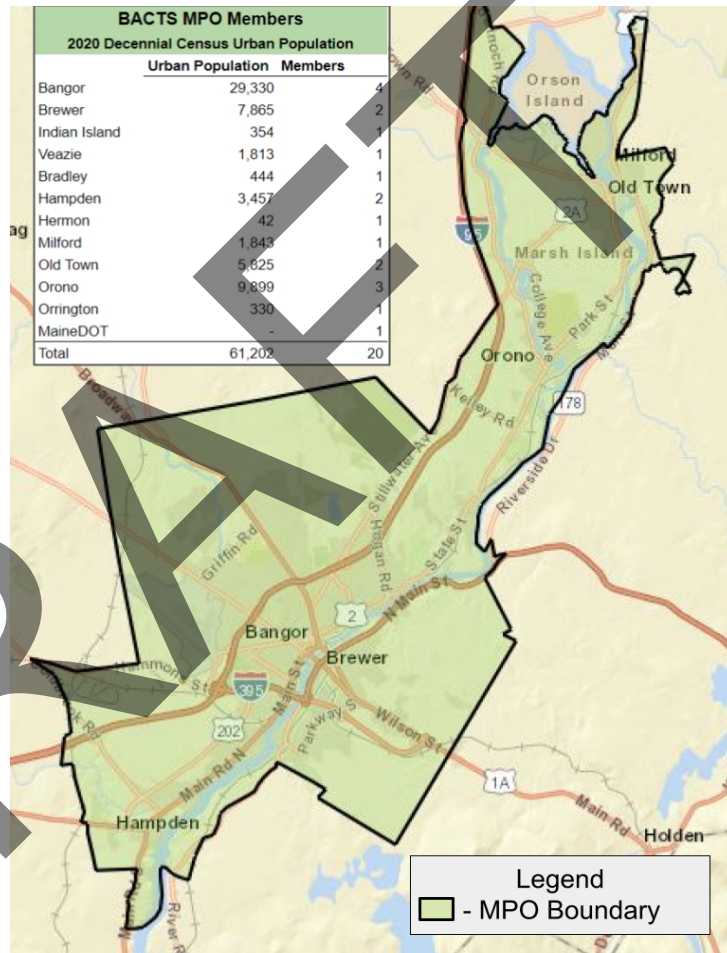 BACTS MPO Members
2020 Decennial Census Urban Population
Urban Population Members
Bangor 29,330 4
Brewer 7,865 2
Indian Island 354 1
Veazie 1,813 1
Bradley 444 1
Hampden 3,457 2
Hermon 42 1
Milford 1,843 1
Old Town 5,825 2
Orono 9,899 3
Orrington 330 1
MaineDOT - 1
Total 61,202 20
Orson
Island
Milford
Old Town
2A
95
Marsh Island
College Ave
Park St
Orono
Kelley Rd
178
Broadway
Stillwater Ave
Riverside Dr
Griffin Rd
Hogan Rd
State St
N Main St
2
Bangor
Brewer
Main St
395
202
Wilson St
Main Rd N
1A
Hampden
Main Rd
Holden
Legend
- MPO Boundary